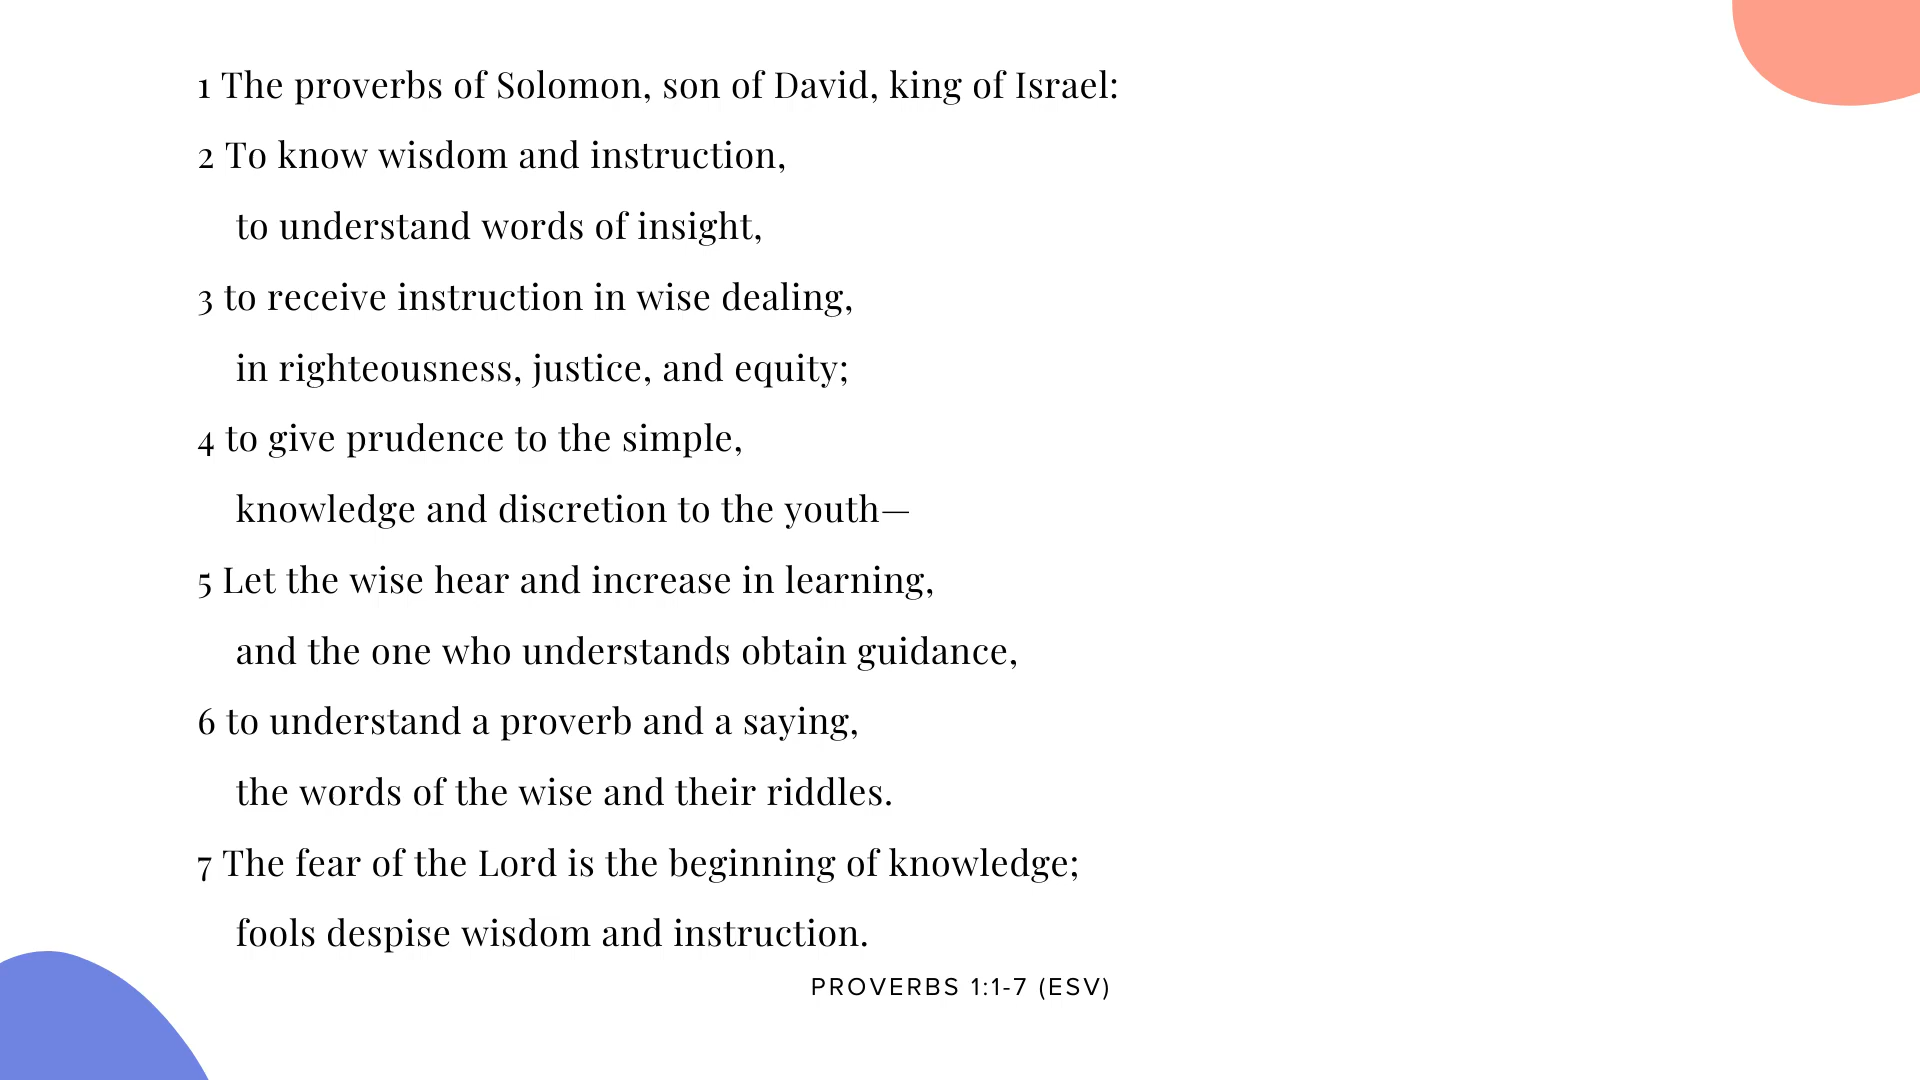 1 The proverbs of Solomon, son of David, king of Israel:
2 To know wisdom and instruction,
to understand words of insight,
3 to receive instruction in wise dealing,
in righteousness, justice, and equity;
4 to give prudence to the simple,
knowledge and discretion to the youth—
5 Let the wise hear and increase in learning,
and the one who understands obtain guidance,
6 to understand a proverb and a saying,
the words of the wise and their riddles.
7 The fear of the Lord is the beginning of knowledge;
fools despise wisdom and instruction.
PROVERBS 1:1-7 (ESV)